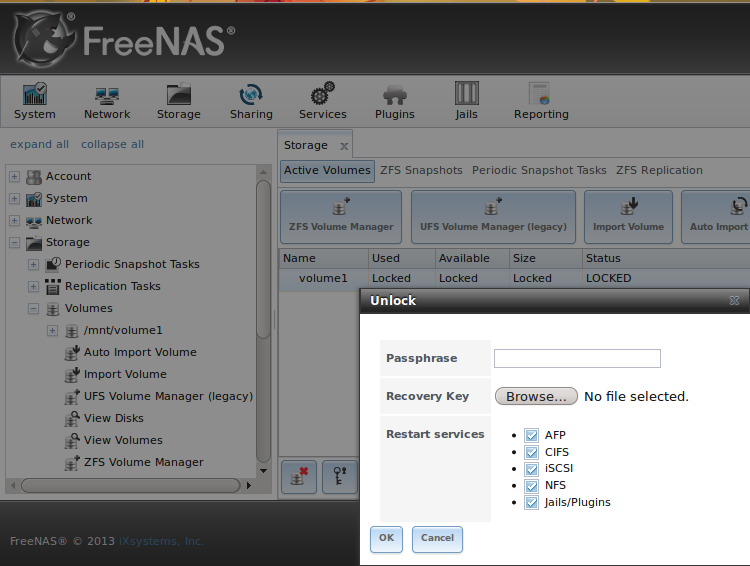 FreeNAS®
System Network Storage Sharing Services Plugins Jails Reporting
expand all collapse all
Account
System
Network
Storage
Periodic Snapshot Tasks
Replication Tasks
Volumes
/mnt/volume1
Auto Import Volume
Import Volume
UFS Volume Manager (legacy)
View Disks
View Volumes
ZFS Volume Manager
Storage x
Active Volumes ZFS Snapshots Periodic Snapshot Tasks ZFS Replication
ZFS Volume Manager UFS Volume Manager (legacy) Import Volume Auto Import
Name Used Available Size Status
volume1 Locked Locked Locked LOCKED
Unlock x
Passphrase
Recovery Key Browse... No file selected.
Restart services
AFP
CIFS
iSCSI
NFS
Jails/Plugins
OK Cancel
FreeNAS® © 2013 iXsystems, Inc.